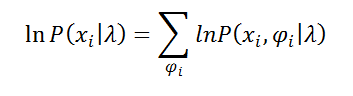 ln P(x_i|λ) = ∑_{φ_i} lnP(x_i, φ_i|λ)